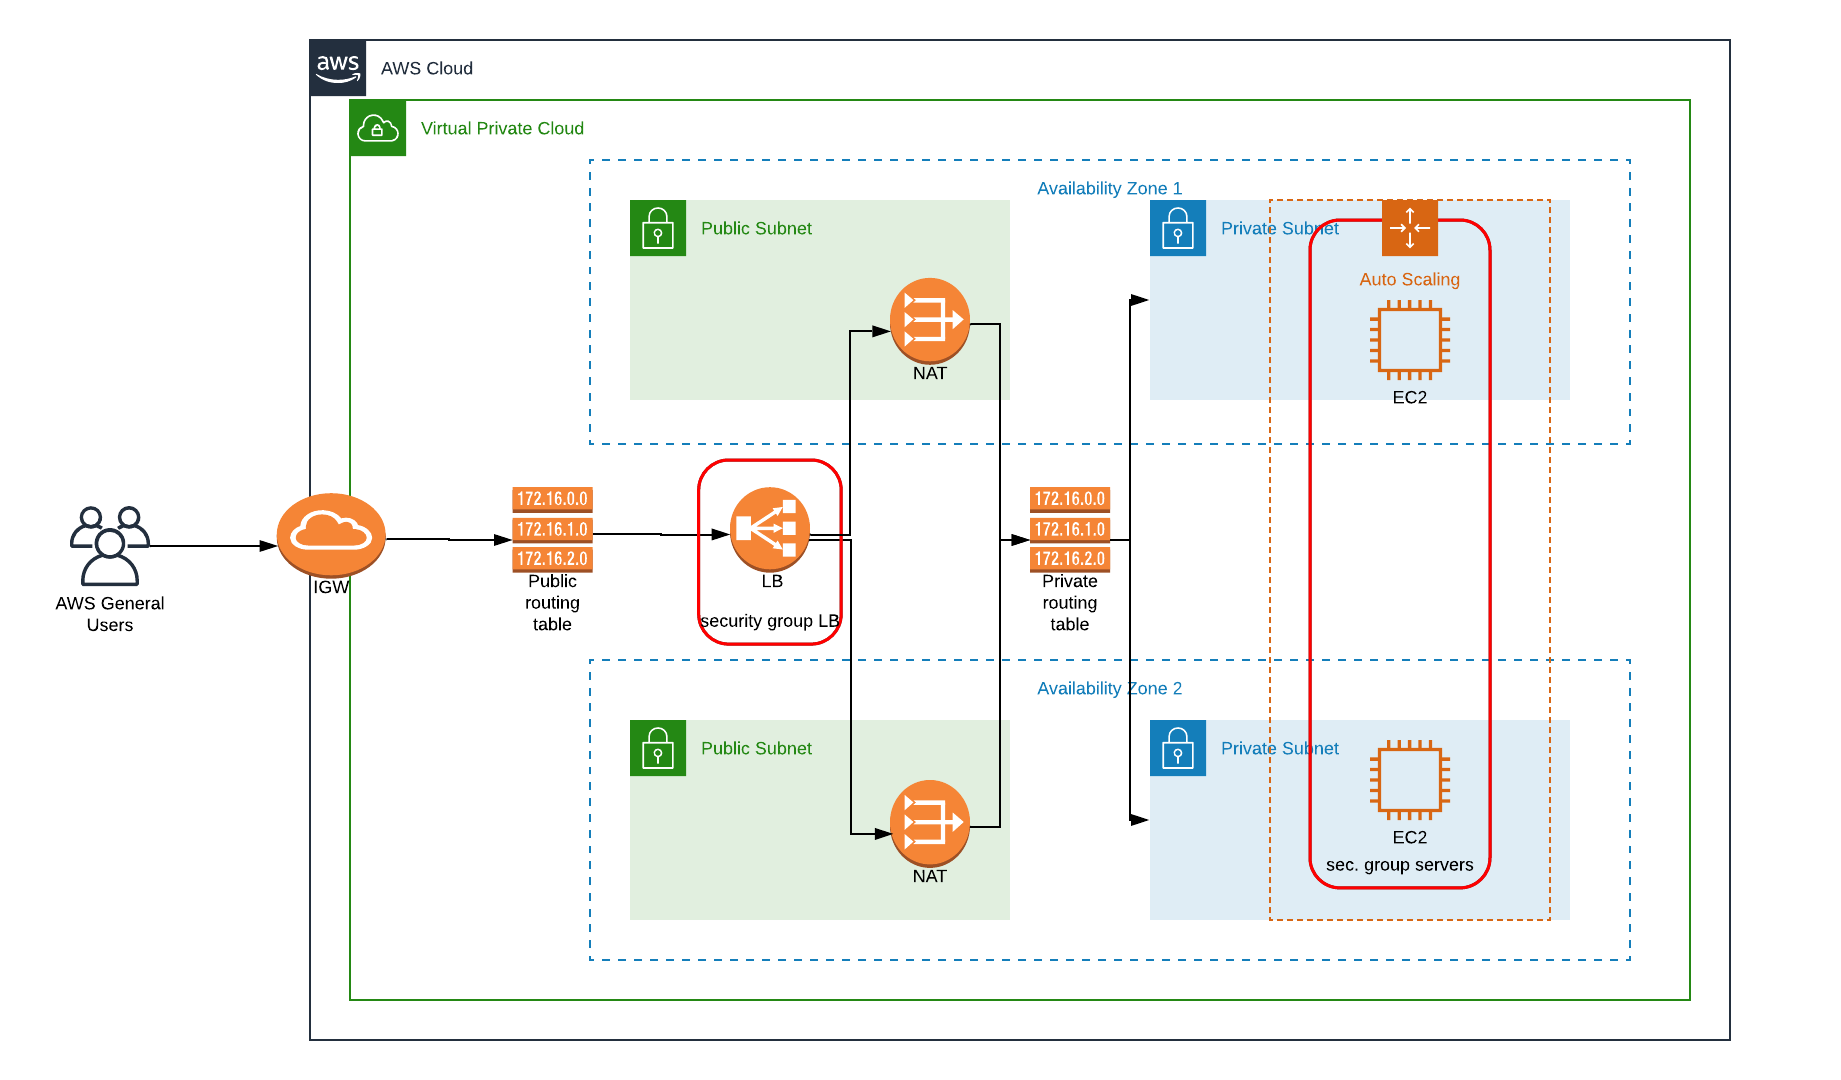 aws
AWS Cloud
Virtual Private Cloud
Availability Zone 1
Public Subnet
Private Subnet
Auto Scaling
NAT
EC2
172.16.0.0
172.16.1.0
172.16.2.0
Public
routing
table
LB
security group LB
172.16.0.0
172.16.1.0
172.16.2.0
Private
routing
table
IGW
AWS General
Users
Availability Zone 2
Public Subnet
Private Subnet
NAT
EC2
sec. group servers